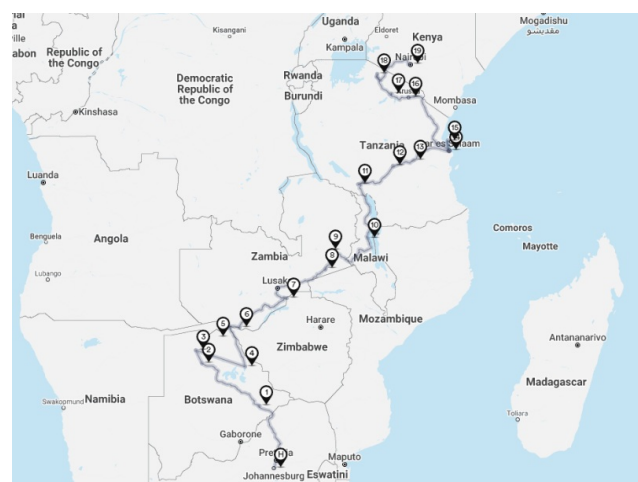 Mogadishu
مقديشو
Uganda
Eldoret
Kenya
Kisangani
Kampala
19
Republic of
the Congo
18
Nairobi
Democratic
Republic of
the Congo
Rwanda
17
16
Burundi
Mombasa
Kinshasa
15
Tanzania
13
12
Luanda
11
Angola
10
Comoros
Benguela
9
Mayotte
Zambia
8
Malawi
Lubango
Lusaka
7
6
Mozambique
5
Harare
3
Zimbabwe
2
4
Antananarivo
Madagascar
Namibia
Botswana
1
Swakopmund
Toliara
Gaborone
H
Maputo
Johannesburg
Eswatini